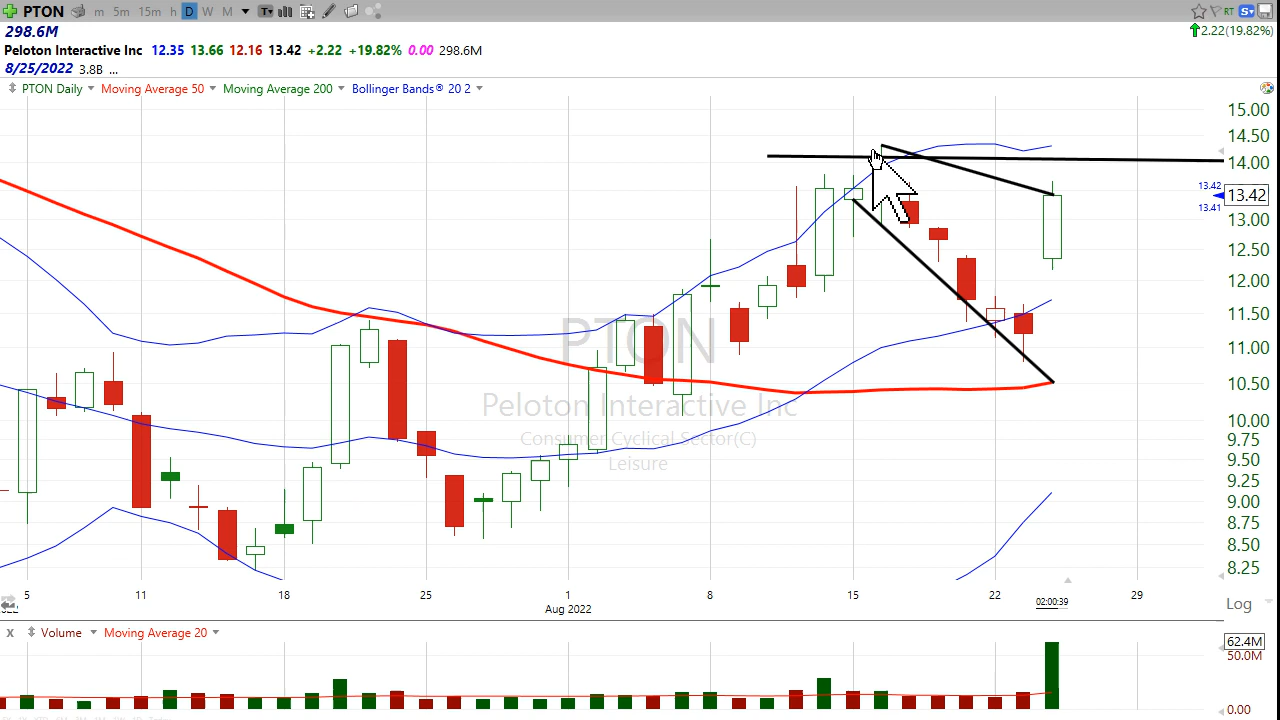 PTON m 5m 15m h D W M T RT S
298.6M 2.22(19.82%)
Peloton Interactive Inc 12.35 13.66 12.16 13.42 +2.22 +19.82% 0.00 298.6M
8/25/2022 3.8B ...
PTON Daily Moving Average 50 Moving Average 200 Bollinger Bands® 20 2
15.00
14.50
14.00
13.42 13.42
13.41
13.00
12.50
12.00
11.50
PTON
11.00
10.50
Peloton Interactive Inc
10.00
Consumer Cyclical Sector(C) 9.75
Leisure 9.50
9.25
9.00
8.75
8.50
8.25
5 11 18 25 1 8 15 22 29
Aug 2022 02:00:39 Log
x Volume Moving Average 20
62.4M
50.0M
0.00